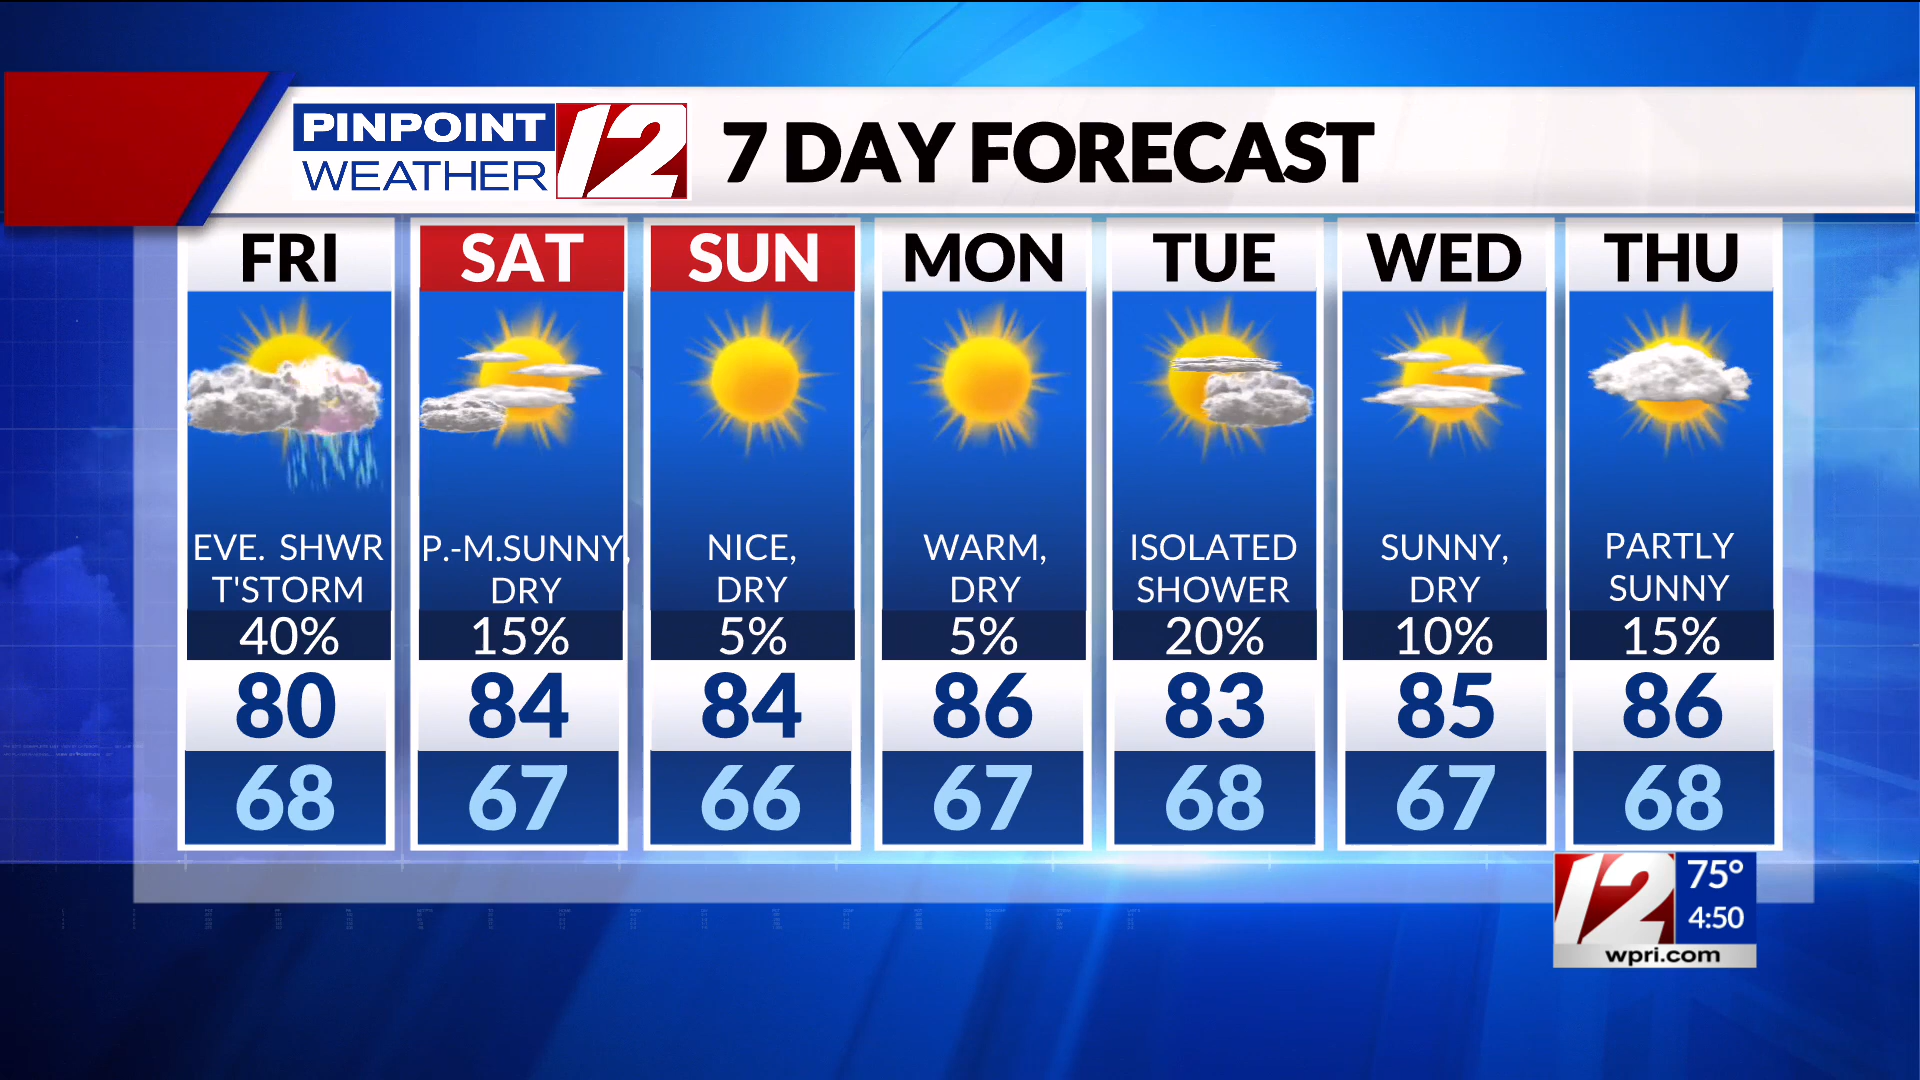 PINPOINT
WEATHER 12
7 DAY FORECAST
FRI
SAT
SUN
MON
TUE
WED
THU
EVE. SHWR
T'STORM
P.-M.SUNNY,
DRY
NICE,
DRY
WARM,
DRY
ISOLATED
SHOWER
SUNNY,
DRY
PARTLY
SUNNY
40%
15%
5%
5%
20%
10%
15%
80
84
84
86
83
85
86
68
67
66
67
68
67
68
12
75°
4:50
wpri.com